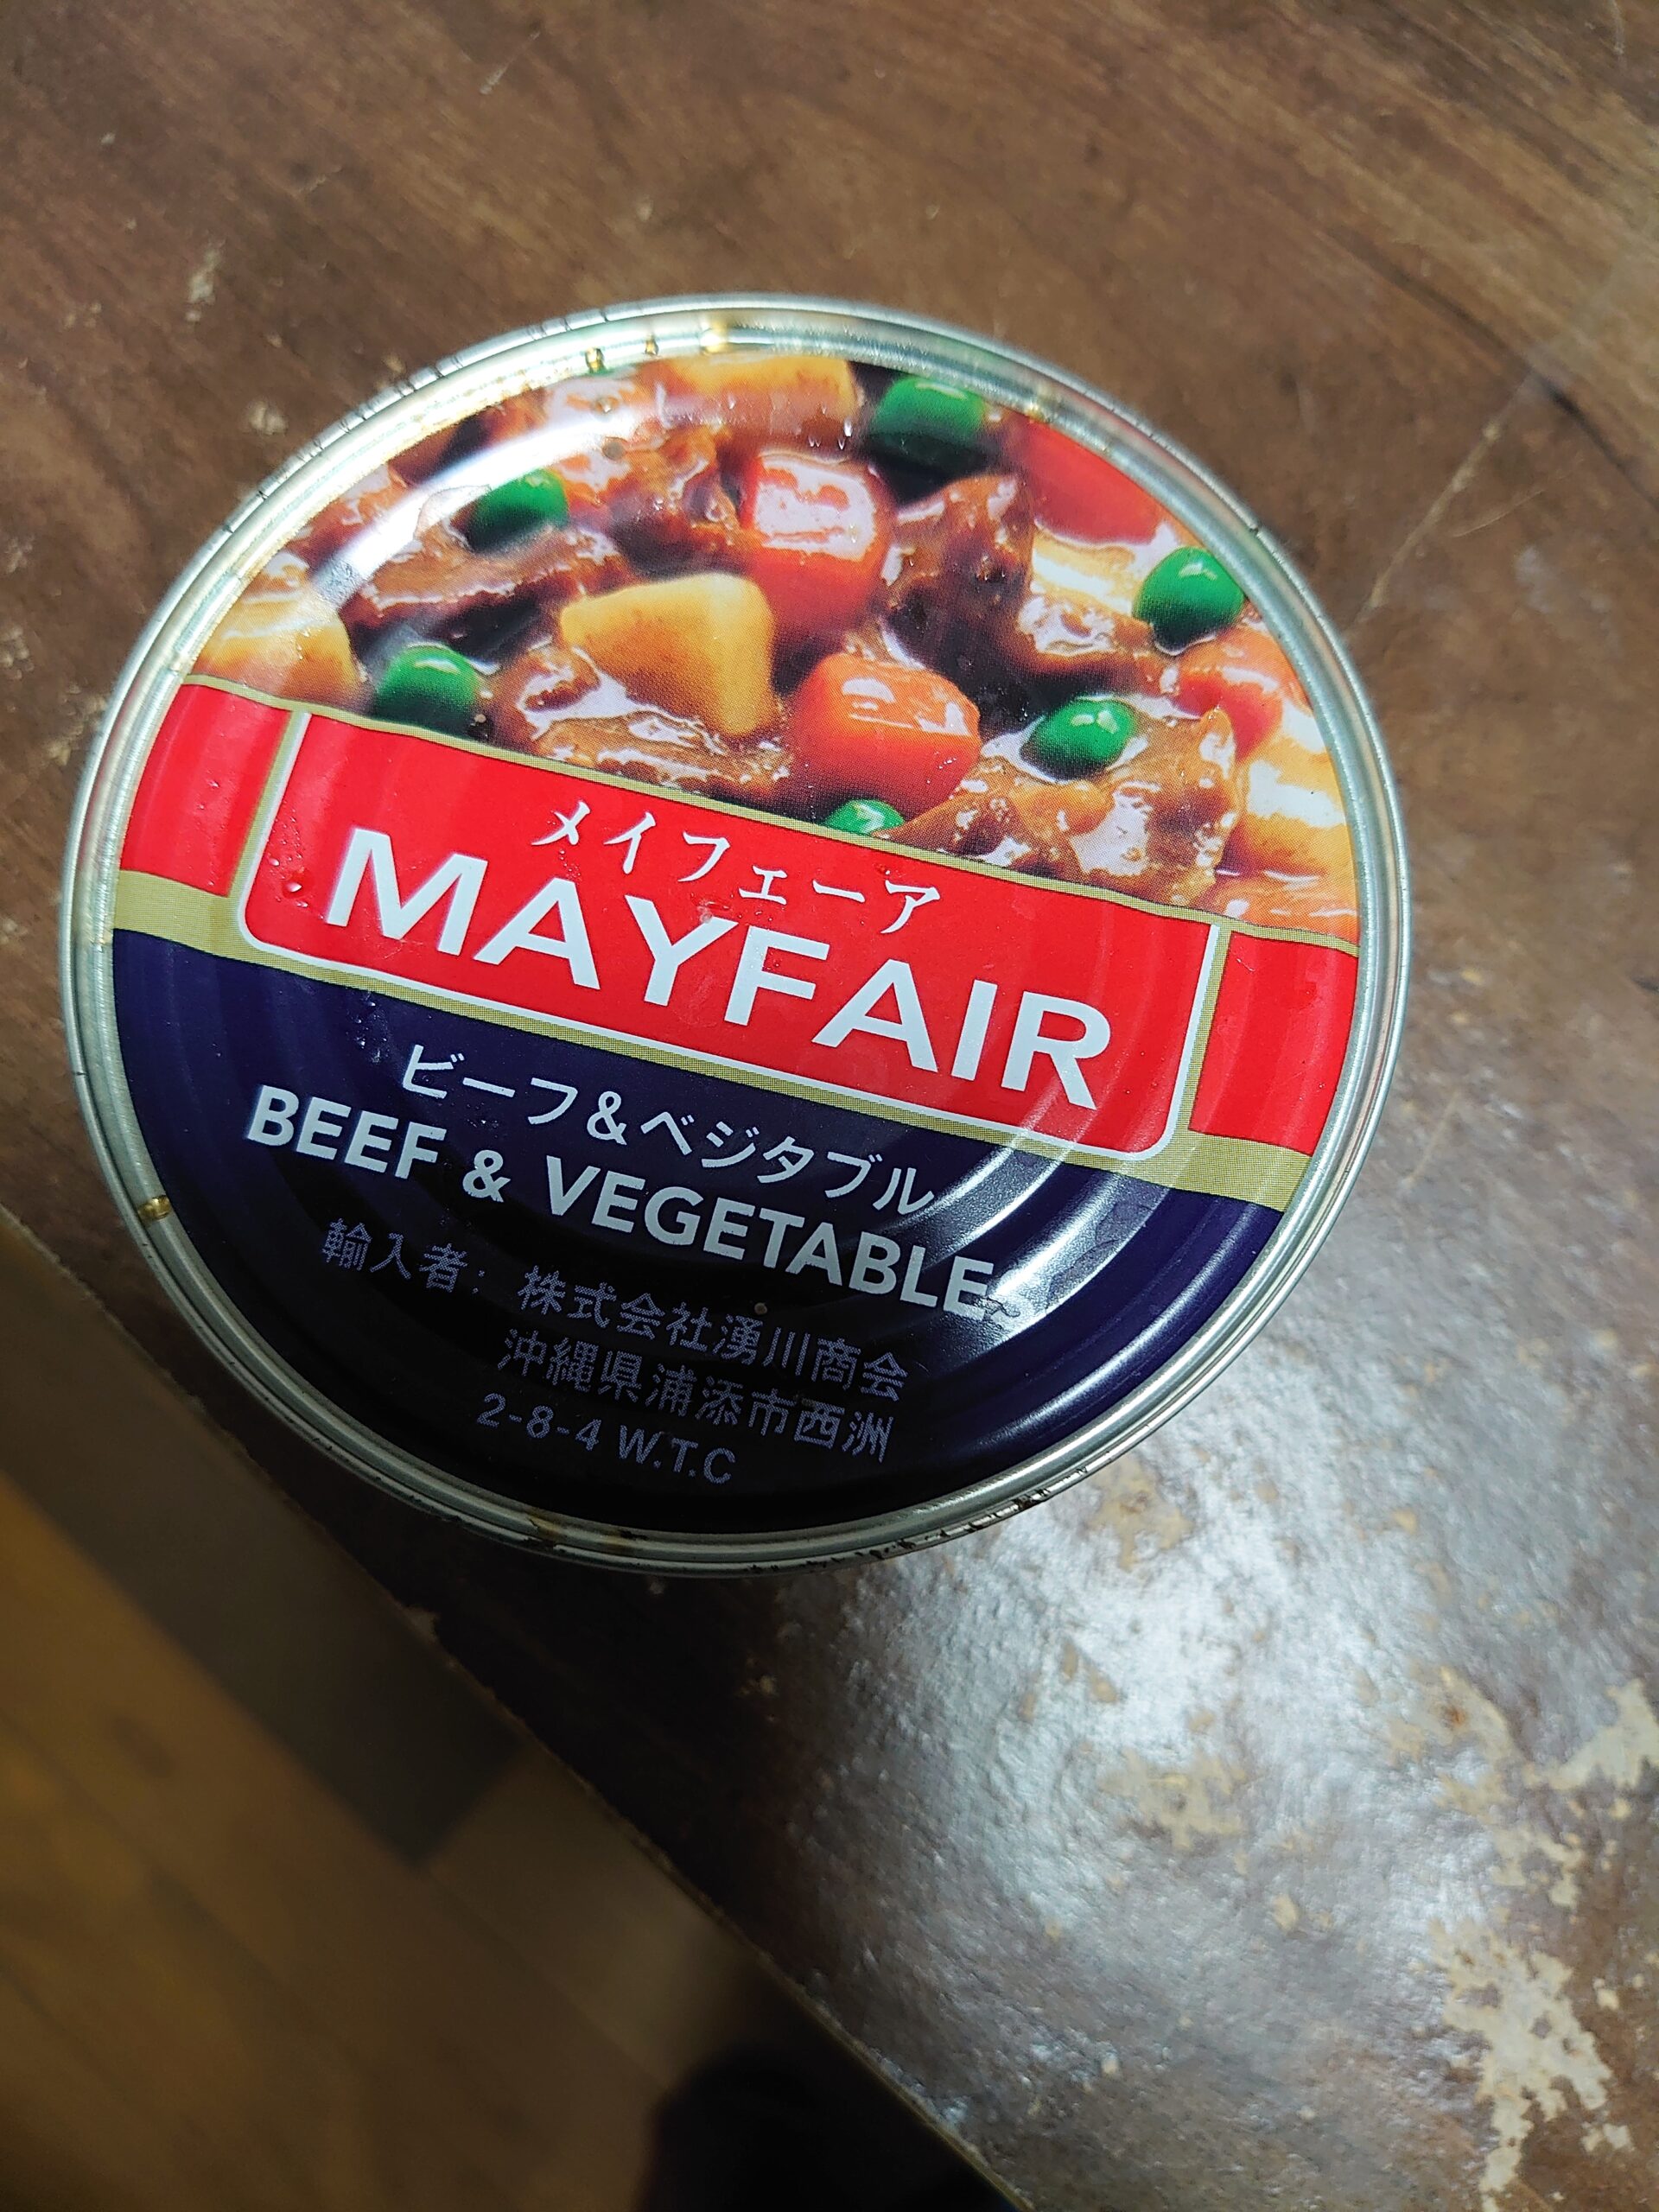 メイフェーア
MAYFAIR
ビーフ&ベジタブル
BEEF & VEGETABLES
輸入者：株式会社湧川商会
沖縄県浦添市西洲
2-8-4 W.T.C